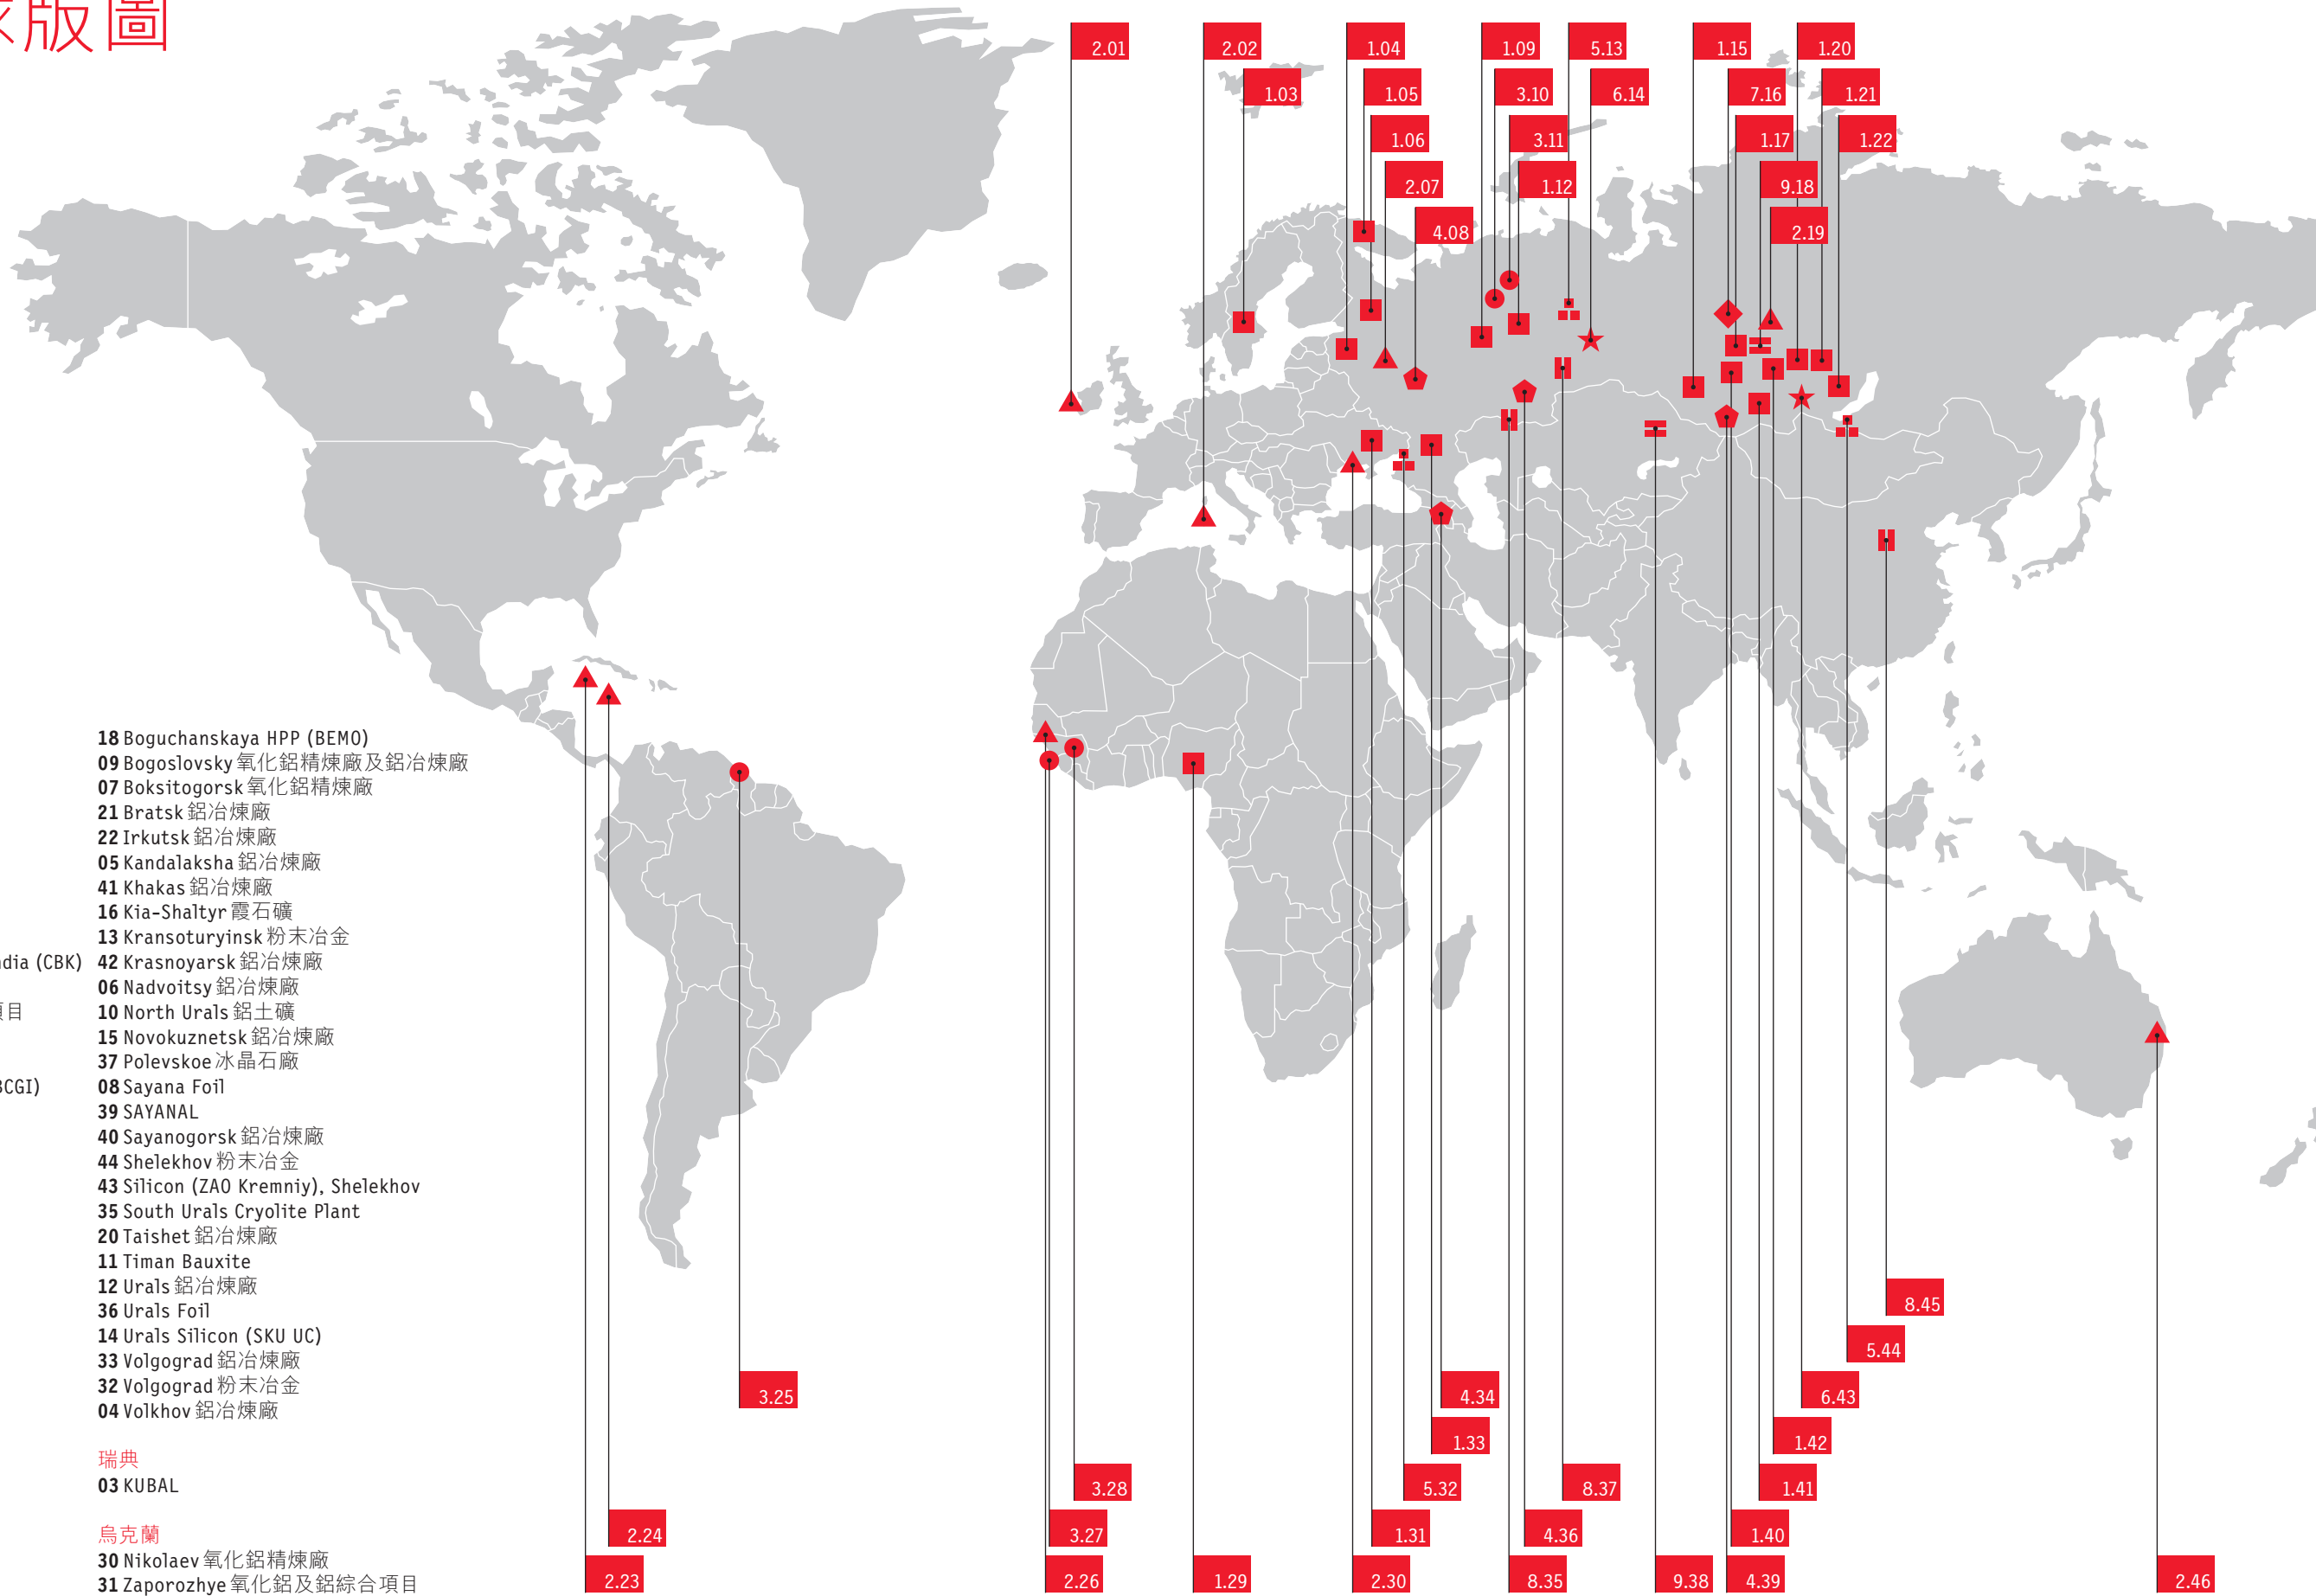 版圖
2.01
2.02
1.04
1.09
5.13
1.15
1.20
1.03
1.05
3.10
6.14
7.16
1.21
1.06
3.11
1.17
1.22
2.07
1.12
9.18
4.08
2.19
18 Boguchanskaya HPP (BEMO)
09 Bogoslovsky 氧化鋁精煉廠及鋁冶煉廠
07 Boksitogorsk 氧化鋁精煉廠
21 Bratsk 鋁冶煉廠
22 Irkutsk 鋁冶煉廠
05 Kandalaksha 鋁冶煉廠
41 Khakas 鋁冶煉廠
16 Kia-Shaltyr 霞石礦
13 Kransoturyinsk 粉末冶金
(CBK)
42 Krasnoyarsk 鋁冶煉廠
06 Nadvoitsy 鋁冶煉廠
目
10 North Urals 鋁土礦
15 Novokuznetsk 鋁冶煉廠
37 Polevskoe 冰晶石廠
CGI)
08 Sayana Foil
39 SAYANAL
40 Sayanogorsk 鋁冶煉廠
44 Shelekhov 粉末冶金
43 Silicon (ZAO Kremniy), Shelekhov
35 South Urals Cryolite Plant
20 Taishet 鋁冶煉廠
11 Timan Bauxite
12 Urals 鋁冶煉廠
36 Urals Foil
14 Urals Silicon (SKU UC)
33 Volgograd 鋁冶煉廠
32 Volgograd 粉末冶金
04 Volkhov 鋁冶煉廠
瑞典
03 KUBAL
烏克蘭
30 Nikolaev 氧化鋁精煉廠
31 Zaporozhye 氧化鋁及鋁綜合項目
8.45
5.44
3.25
4.34
6.43
1.33
1.42
3.28
5.32
8.37
1.41
2.24
3.27
1.31
4.36
1.40
2.23
2.26
1.29
2.30
8.35
9.38
4.39
2.46